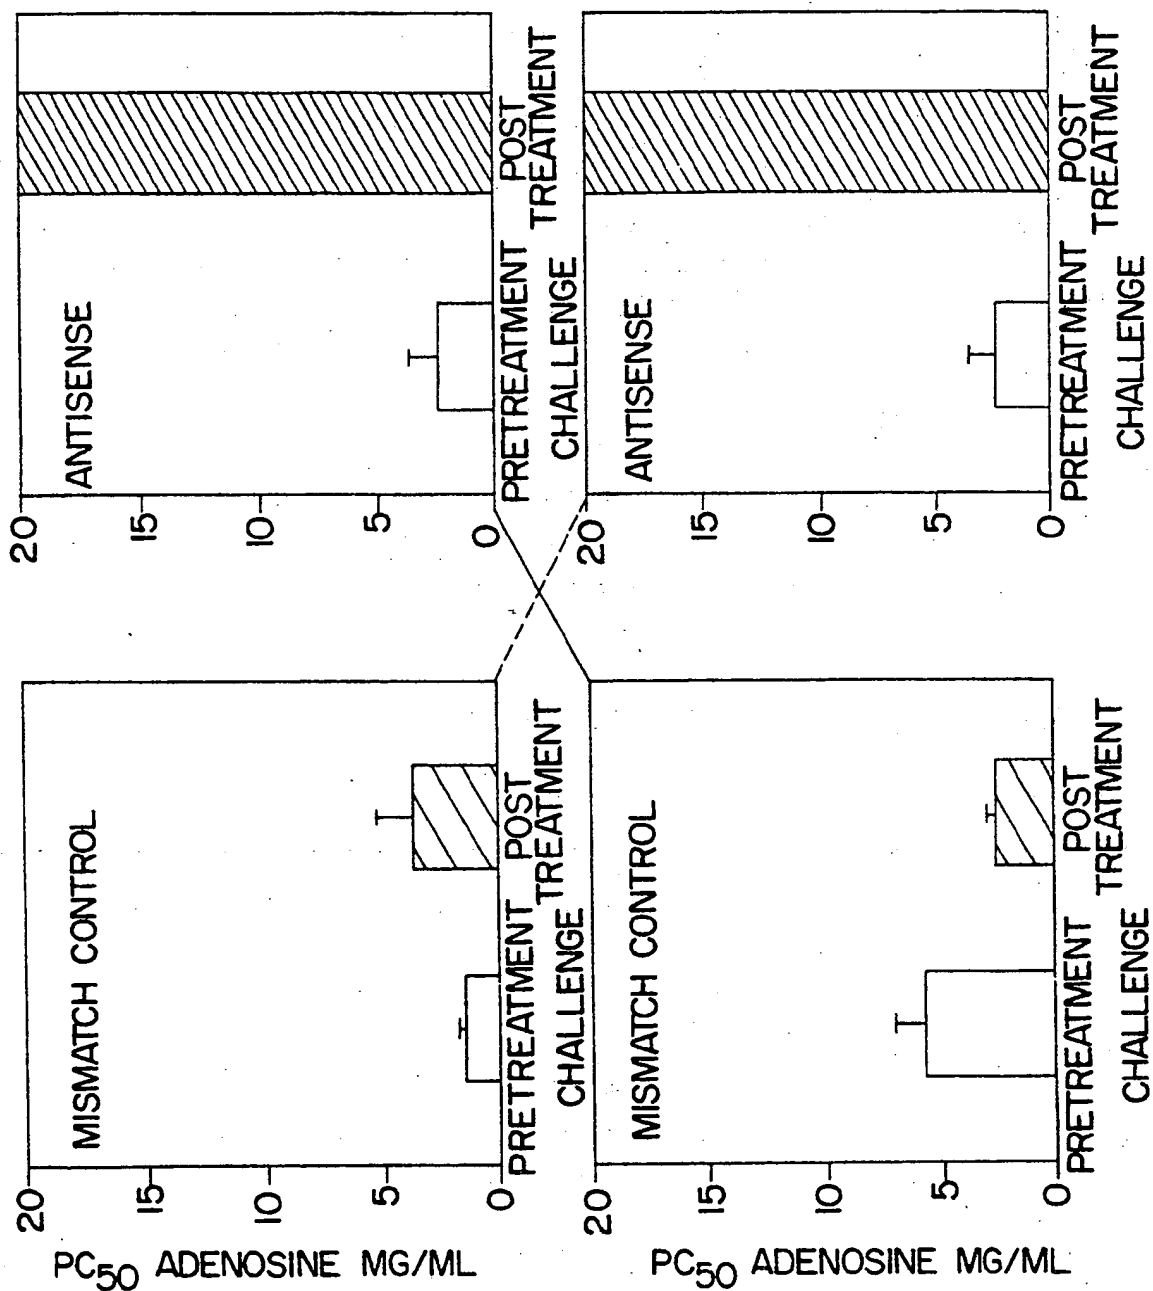 PC50 ADENOSINE MG/ML
20
15
10
5
0
MISMATCH CONTROL
PRETREATMENT POST
CHALLENGE TREATMENT
20
15
10
5
0
ANTISENSE
PRETREATMENT POST
CHALLENGE TREATMENT
PC50 ADENOSINE MG/ML
20
15
10
5
0
MISMATCH CONTROL
PRETREATMENT POST
CHALLENGE TREATMENT
20
15
10
5
0
ANTISENSE
PRETREATMENT POST
CHALLENGE TREATMENT